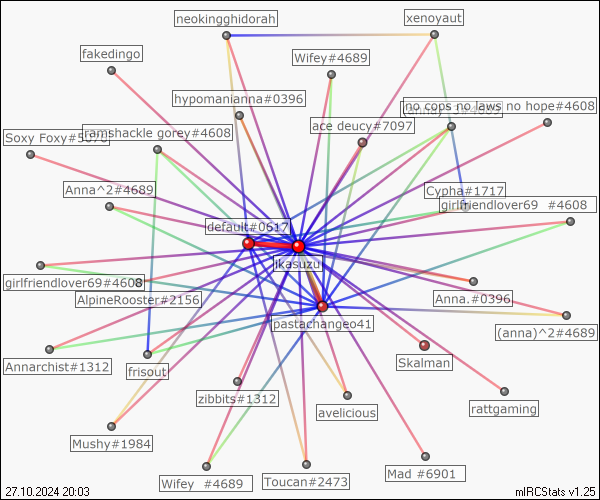 neokingghidorah
xenoyaut
fakedingo
Wifey#4689
hypomanianna#0396
no cops no laws no hope#4608
ace deucy#7097
ramshackle gorey#4608
Soxy Foxy#5078
Anna^2#4689
Cypha#1717
girlfriendlover69 #4608
default#0617
ikasuzu
girlfriendlover69#4608
AlpineRooster#2156
Anna.#0396
pastachangeo41
(anna)^2#4689
Annarchist#1312
frisout
Skalman
zibbits#1312
avelicious
rattgaming
Mushy#1984
Wifey #4689
Toucan#2473
Mad #6901
27.10.2024 20:03
mIRCStats v1.25